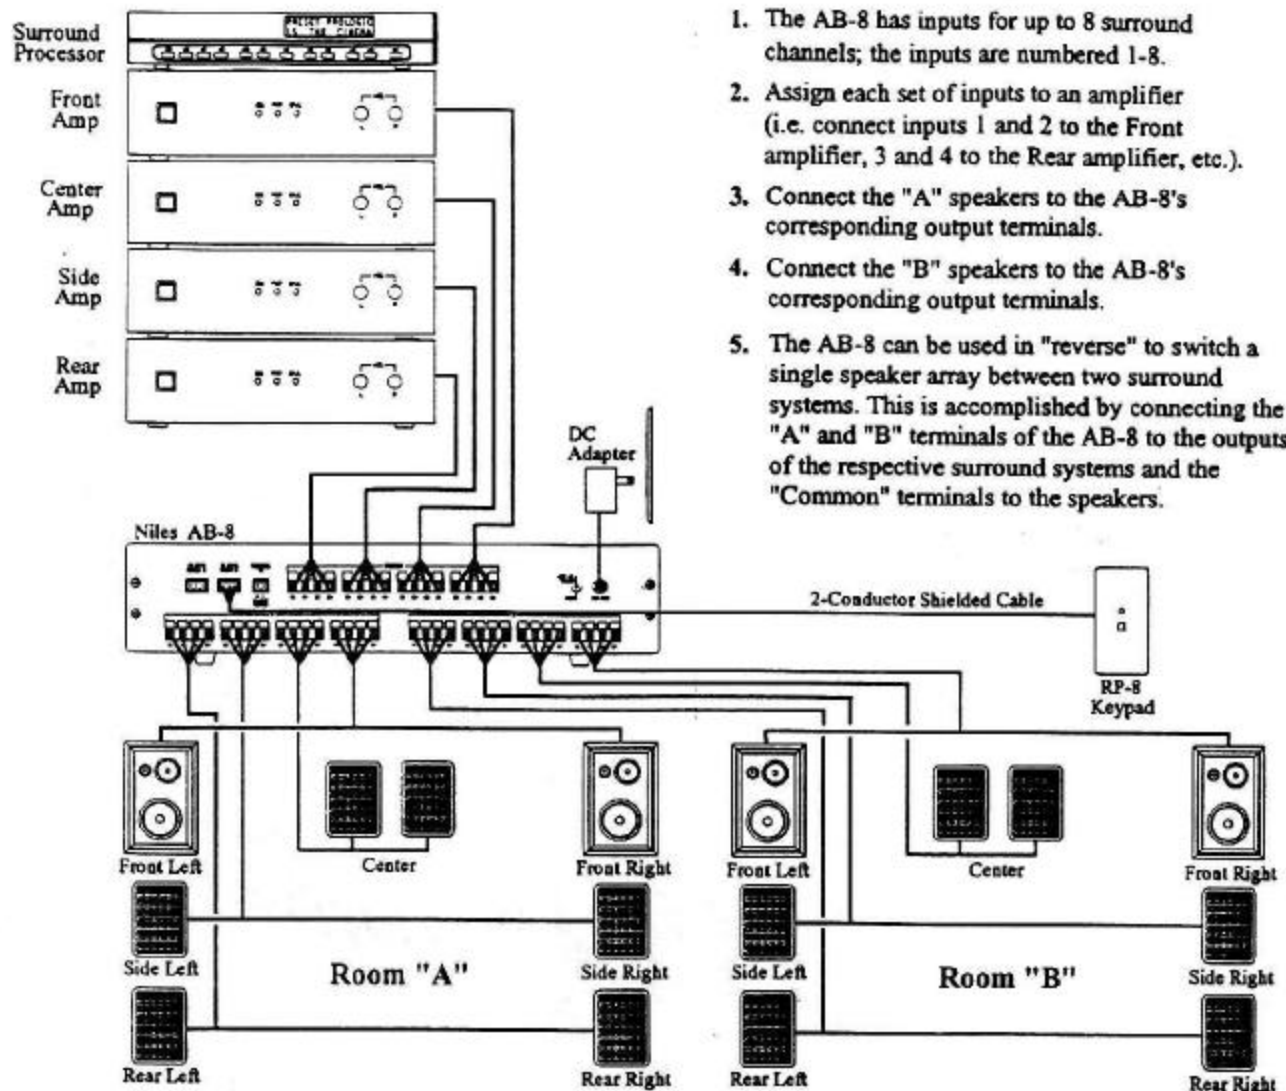 Surround
Processor
PRESET PROLOGIC
IS THE CINEMA
Front
Amp
Center
Amp
Side
Amp
Rear
Amp
1. The AB-8 has inputs for up to 8 surround
channels; the inputs are numbered 1-8.
2. Assign each set of inputs to an amplifier
(i.e. connect inputs 1 and 2 to the Front
amplifier, 3 and 4 to the Rear amplifier, etc.).
3. Connect the "A" speakers to the AB-8's
corresponding output terminals.
4. Connect the "B" speakers to the AB-8's
corresponding output terminals.
5. The AB-8 can be used in "reverse" to switch a
single speaker array between two surround
systems. This is accomplished by connecting the
"A" and "B" terminals of the AB-8 to the outputs
of the respective surround systems and the
"Common" terminals to the speakers.
DC
Adapter
Niles AB-8
2-Conductor Shielded Cable
RP-8
Keypad
Front Left
Center
Front Right
Side Left
Room "A"
Side Right
Rear Left
Rear Right
Front Left
Center
Front Right
Side Left
Room "B"
Side Right
Rear Left
Rear Right